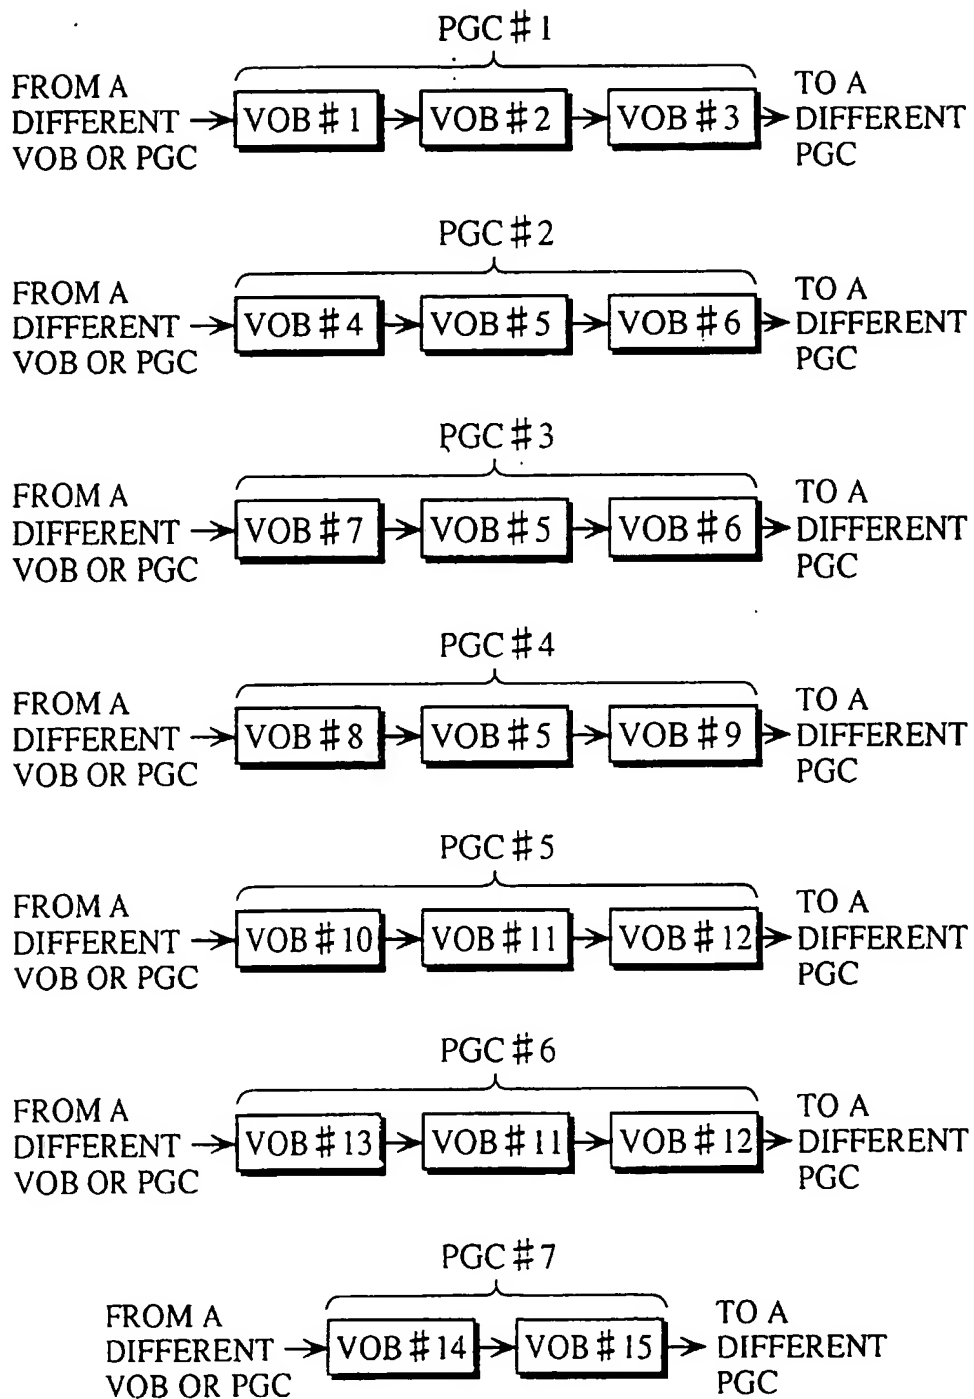 PGC#1
FROM A
DIFFERENT
VOB OR PGC
VOB#1
VOB#2
VOB#3
TO A
DIFFERENT
PGC
PGC#2
FROM A
DIFFERENT
VOB OR PGC
VOB#4
VOB#5
VOB#6
TO A
DIFFERENT
PGC
PGC#3
FROM A
DIFFERENT
VOB OR PGC
VOB#7
VOB#5
VOB#6
TO A
DIFFERENT
PGC
PGC#4
FROM A
DIFFERENT
VOB OR PGC
VOB#8
VOB#5
VOB#9
TO A
DIFFERENT
PGC
PGC#5
FROM A
DIFFERENT
VOB OR PGC
VOB#10
VOB#11
VOB#12
TO A
DIFFERENT
PGC
PGC#6
FROM A
DIFFERENT
VOB OR PGC
VOB#13
VOB#11
VOB#12
TO A
DIFFERENT
PGC
PGC#7
FROM A
DIFFERENT
VOB OR PGC
VOB#14
VOB#15
TO A
DIFFERENT
PGC